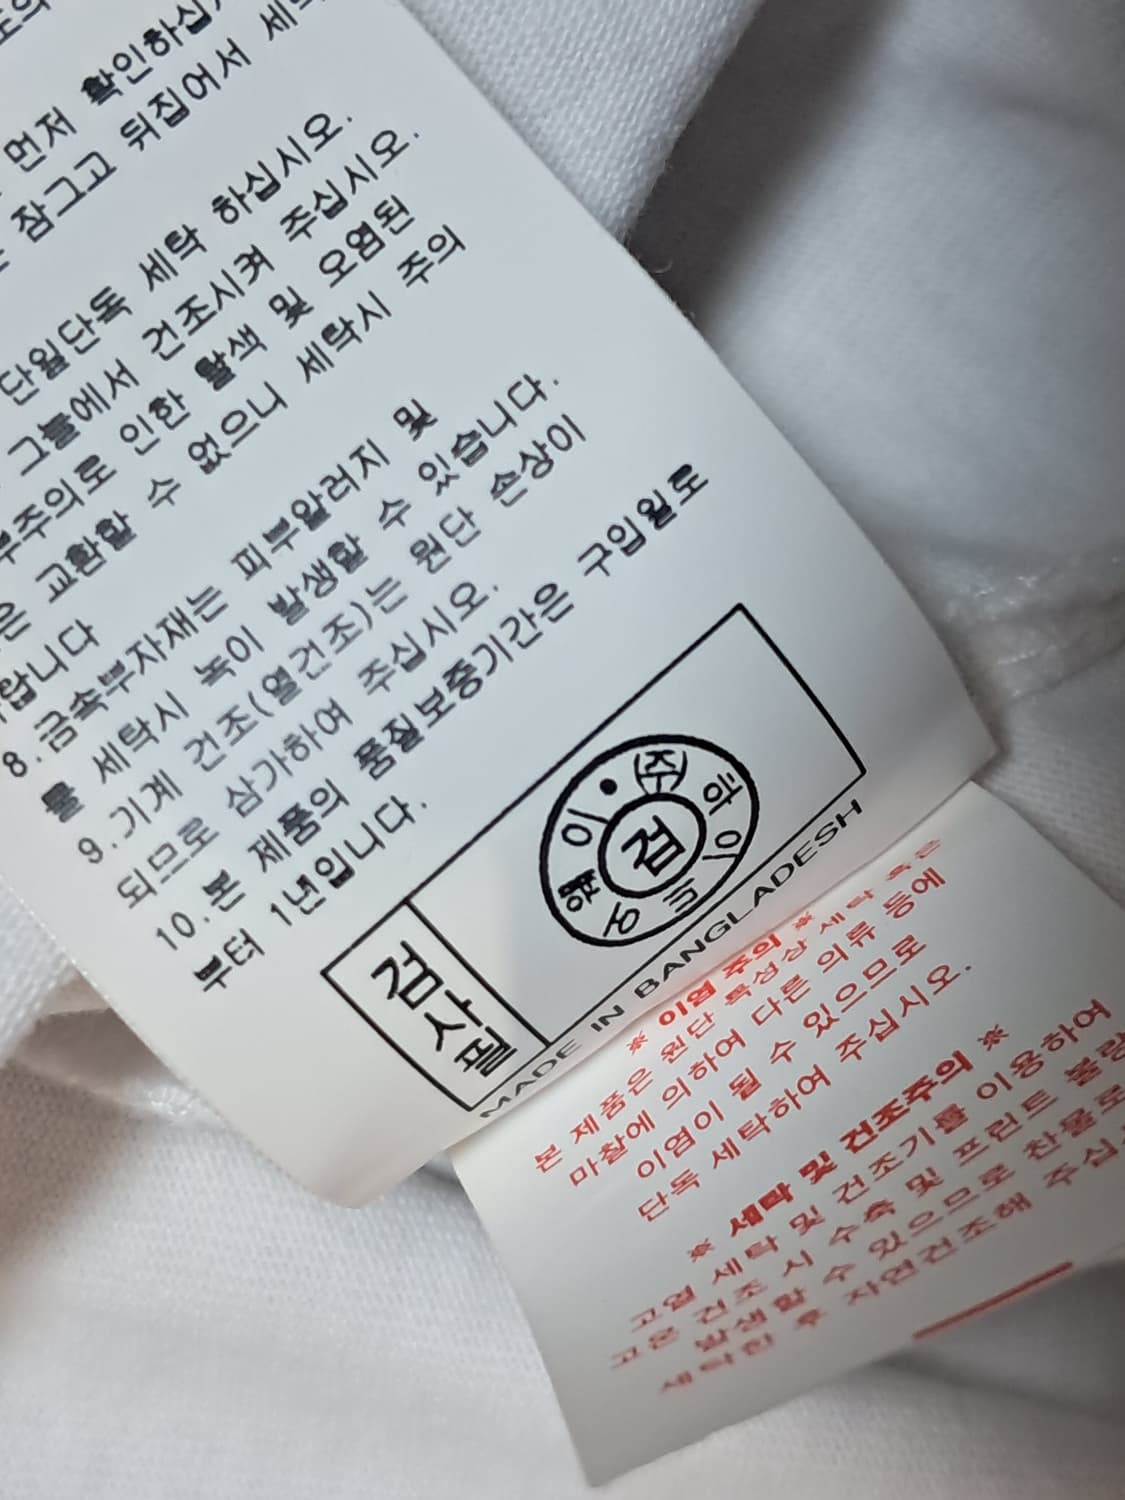 먼저 확인하십
잠그고 뒤집어서 세탁
단일단독 세탁 하십시오.
그늘에서 건조시켜 주십시오.
부주의로 인한 탈색 및 오염된
은 교환할 수 없으니 세탁시 주의
랍니다
8.금속부자재는 피부알러지 및
물 세탁시 녹이 발생할 수 있습니다.
9.기계 건조(열건조)는 원단 손상이
되므로 삼가하여 주십시오.
10.본 제품의 품질보증기간은 구입일로
부터 1년입니다.
검사필
검
(주)
MADE IN BANGLADESH
※ 이염 주의 ※
본 제품은 원단 특성상 세탁 혹은
마찰에 의하여 다른 의류 등에
이염이 될 수 있으므로
단독 세탁하여 주십시오.
※ 세탁 및 건조주의 ※
고열 세탁 및 건조기를 이용하여
고온 건조 시 수축 및 프린트 불량
발생할 수 있으므로 찬물로
세탁한 후 자연건조해 주십